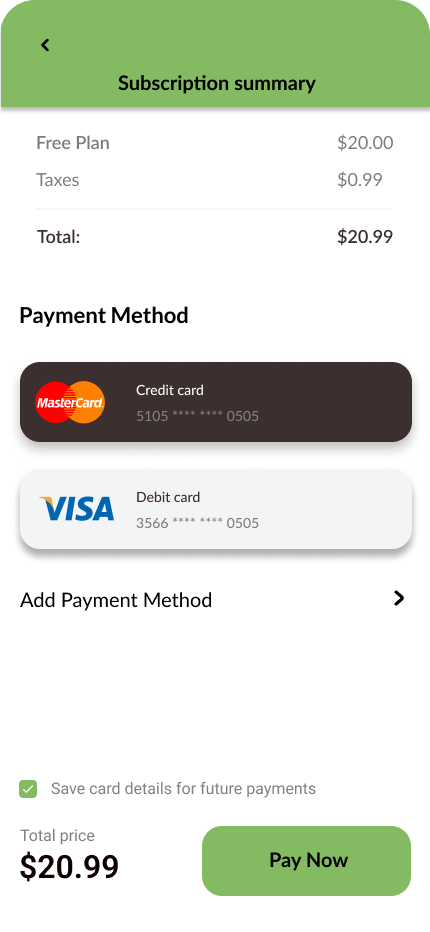 Subscription summary
Free Plan $20.00
Taxes $0.99
Total: $20.99
Payment Method
MasterCard
Credit card
5105 **** **** 0505
VISA
Debit card
3566 **** **** 0505
Add Payment Method
Save card details for future payments
Total price
$20.99
Pay Now